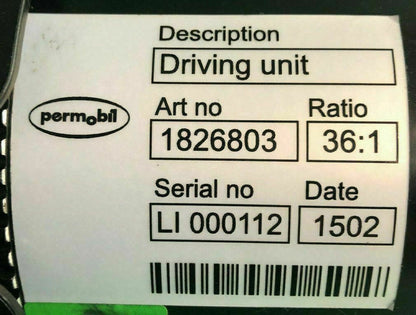 Description
Driving unit
permobil
Art no Ratio
1826803 36:1
Serial no Date
LI 000112 1502